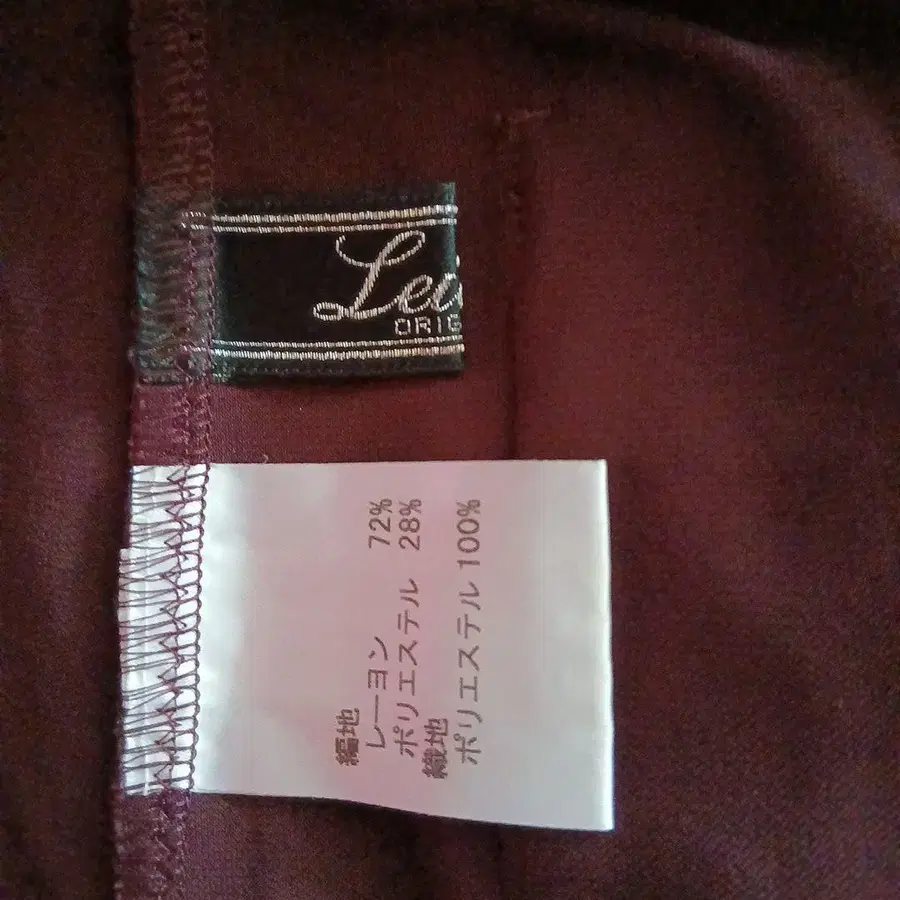 ORIG
編地
レーヨン 72%
ポリエステル 28%
織地
ポリエステル 100%